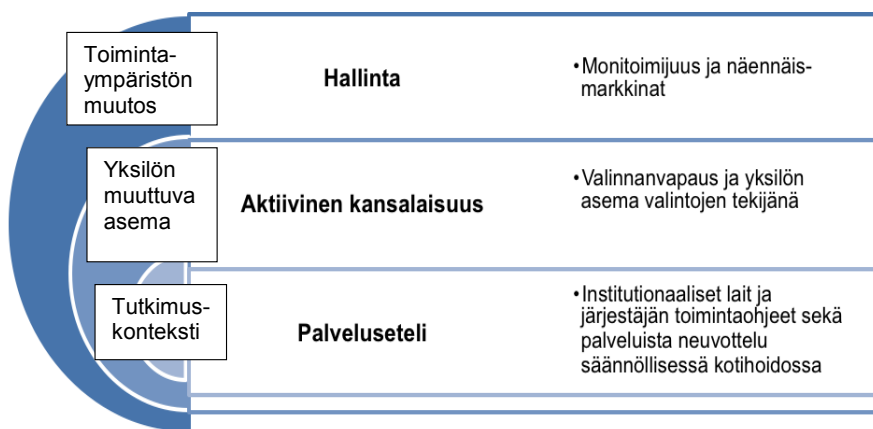 Toiminta-
ympäristön
muutos
Hallinta
•Monitoimijuus ja näennäis-
markkinat
Yksilön
muuttuva
asema
Aktiivinen kansalaisuus
•Valinnanvapaus ja yksilön
asema valintojen tekijänä
Tutkimus-
konteksti
Palveluseteli
•Institutionaaliset lait ja
järjestäjän toimintaohjeet sekä
palveluista neuvottelu
säännöllisessä kotihoidossa